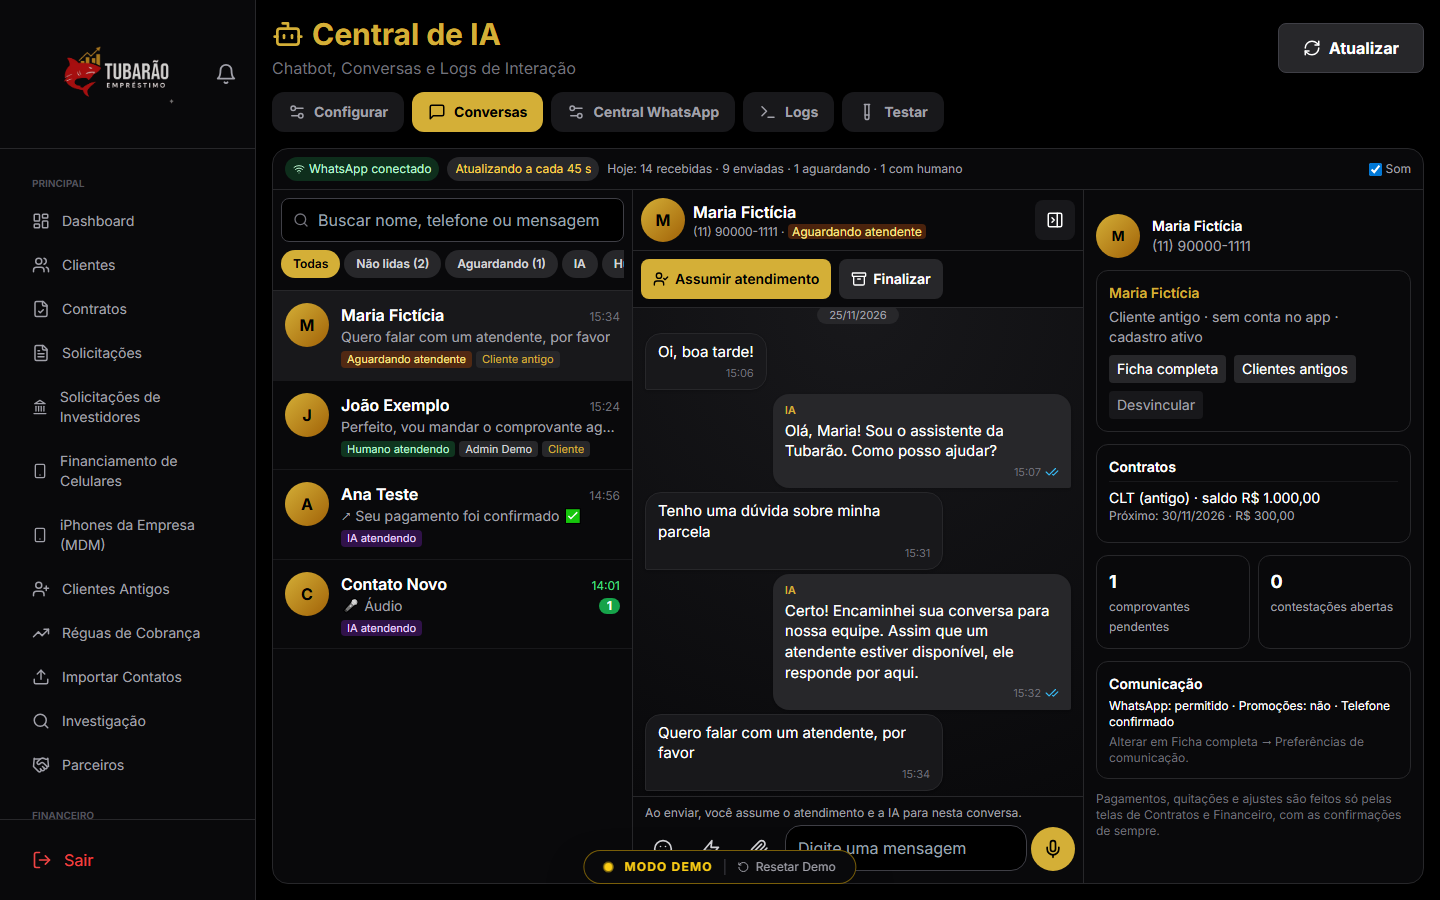 TUBARÃO
EMPRÉSTIMO
PRINCIPAL
Dashboard
Clientes
Contratos
Solicitações
Solicitações de
Investidores
Financiamento de
Celulares
iPhones da Empresa
(MDM)
Clientes Antigos
Réguas de Cobrança
Importar Contatos
Investigação
Parceiros
FINANCEIRO
Sair
Central de IA
Chatbot, Conversas e Logs de Interação
Atualizar
Configurar
Conversas
Central WhatsApp
Logs
Testar
WhatsApp conectado
Atualizando a cada 45 s
Hoje: 14 recebidas · 9 enviadas · 1 aguardando · 1 com humano
Som
Buscar nome, telefone ou mensagem
Todas
Não lidas (2)
Aguardando (1)
IA
M
Maria Fictícia
15:34
Quero falar com um atendente, por favor
Aguardando atendente
Cliente antigo
J
João Exemplo
15:24
Perfeito, vou mandar o comprovante ag...
Humano atendendo
Admin Demo
Cliente
A
Ana Teste
14:56
↗ Seu pagamento foi confirmado ✅
IA atendendo
C
Contato Novo
14:01
🎤 Áudio
1
IA atendendo
M
Maria Fictícia
(11) 90000-1111 · Aguardando atendente
Assumir atendimento
Finalizar
25/11/2026
Oi, boa tarde!
15:06
IA
Olá, Maria! Sou o assistente da
Tubarão. Como posso ajudar?
15:07
Tenho uma dúvida sobre minha
parcela
15:31
IA
Certo! Encaminhei sua conversa para
nossa equipe. Assim que um
atendente estiver disponível, ele
responde por aqui.
15:32
Quero falar com um atendente, por
favor
15:34
Ao enviar, você assume o atendimento e a IA para nesta conversa.
Digite uma mensagem
MODO DEMO
Resetar Demo
M
Maria Fictícia
(11) 90000-1111
Maria Fictícia
Cliente antigo · sem conta no app ·
cadastro ativo
Ficha completa
Clientes antigos
Desvincular
Contratos
CLT (antigo) · saldo R$ 1.000,00
Próximo: 30/11/2026 · R$ 300,00
1
comprovantes
pendentes
0
contestações abertas
Comunicação
WhatsApp: permitido · Promoções: não · Telefone
confirmado
Alterar em Ficha completa → Preferências de
comunicação.
Pagamentos, quitações e ajustes são feitos só pelas
telas de Contratos e Financeiro, com as confirmações
de sempre.